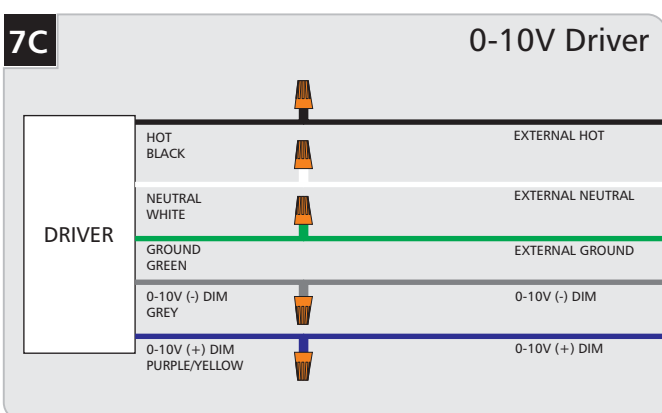 7C
0-10V Driver
HOT
BLACK
EXTERNAL HOT
NEUTRAL
WHITE
EXTERNAL NEUTRAL
DRIVER
GROUND
GREEN
EXTERNAL GROUND
0-10V (-) DIM
GREY
0-10V (-) DIM
0-10V (+) DIM
PURPLE/YELLOW
0-10V (+) DIM